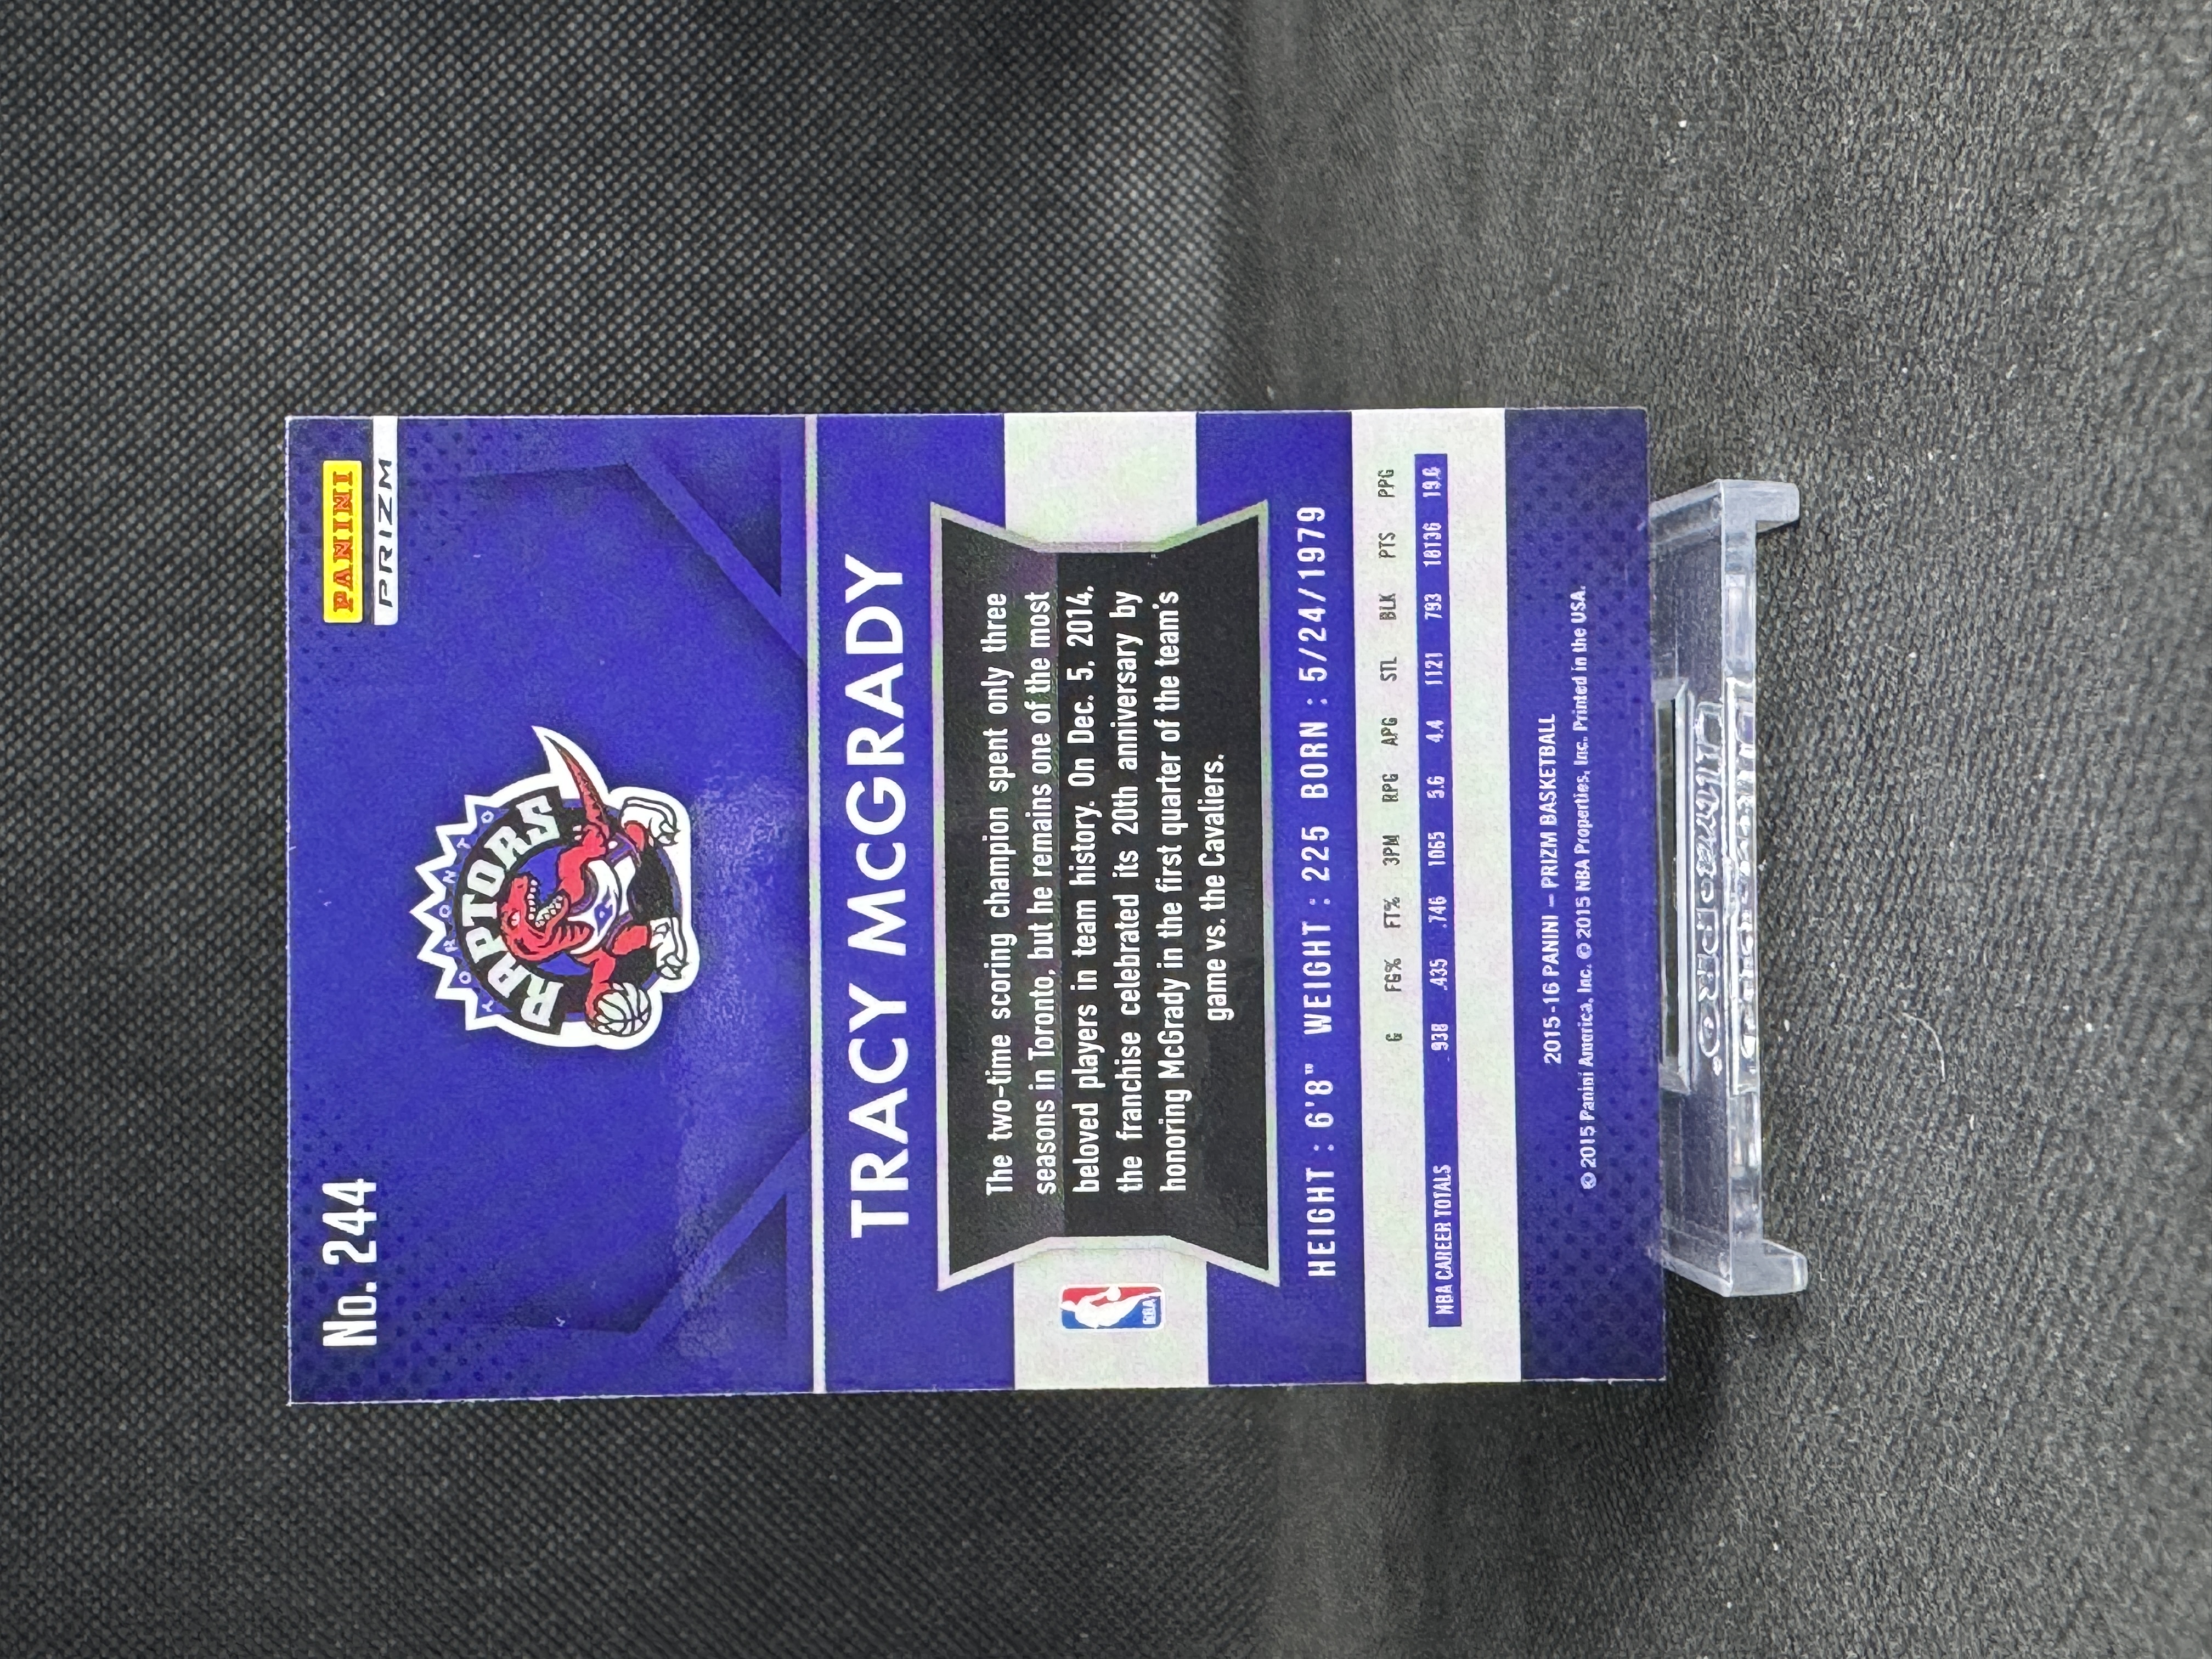 No. 244
PANINI
PRIZM
TORONTO
RAPTORS
TRACY MCGRADY
The two-time scoring champion spent only three
seasons in Toronto, but he remains one of the most
beloved players in team history. On Dec. 5, 2014,
the franchise celebrated its 20th anniversary by
honoring McGrady in the first quarter of the team's
game vs. the Cavaliers.
NBA
HEIGHT : 6'8" WEIGHT : 225 BORN : 5/24/1979
G FG% FT% 3PM RPG APG STL BLK PTS PPG
NBA CAREER TOTALS 938 .435 .746 1065 5.6 4.4 1121 793 18136 19.6
2015-16 PANINI – PRIZM BASKETBALL
© 2015 Panini America, Inc. © 2015 NBA Properties, Inc. Printed in the USA.